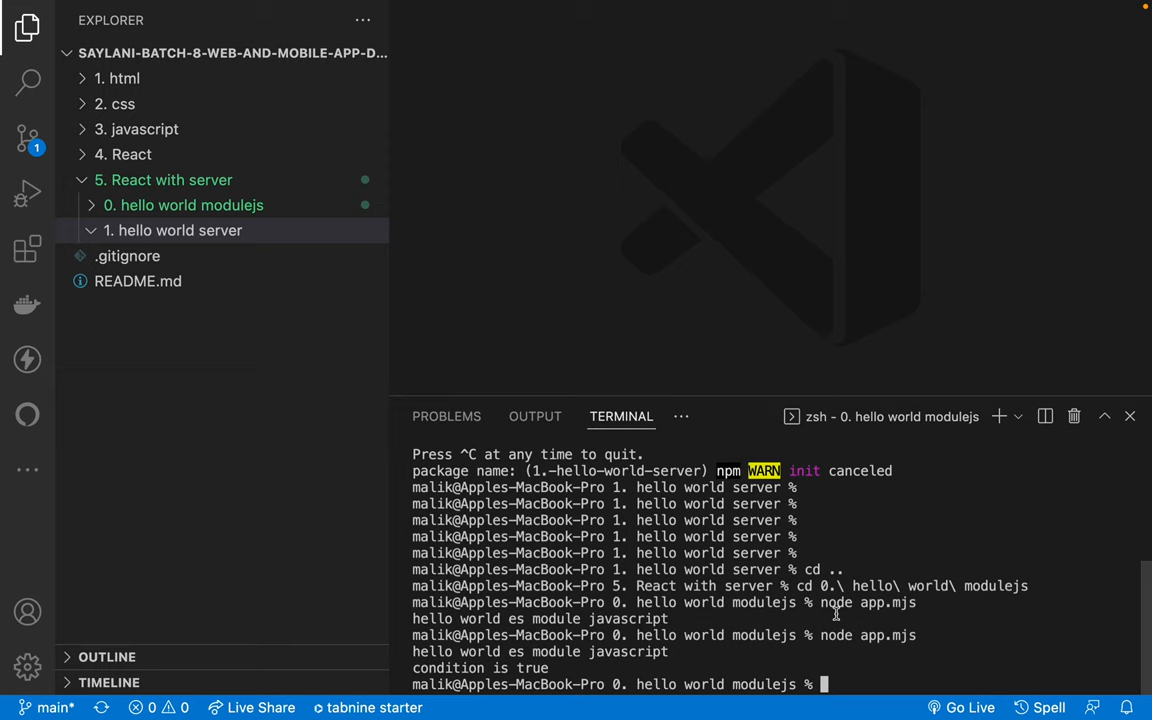 EXPLORER
SAYLANI-BATCH-8-WEB-AND-MOBILE-APP-D...
1. html
2. css
3. javascript
4. React
5. React with server
0. hello world modulejs
1. hello world server
.gitignore
README.md
1
OUTLINE
TIMELINE
PROBLEMS OUTPUT TERMINAL ... zsh - 0. hello world modulejs
Press ^C at any time to quit.
package name: (1.-hello-world-server) npm WARN init canceled
malik@Apples-MacBook-Pro 1. hello world server %
malik@Apples-MacBook-Pro 1. hello world server %
malik@Apples-MacBook-Pro 1. hello world server %
malik@Apples-MacBook-Pro 1. hello world server %
malik@Apples-MacBook-Pro 1. hello world server %
malik@Apples-MacBook-Pro 1. hello world server % cd ..
malik@Apples-MacBook-Pro 5. React with server % cd 0.\ hello\ world\ modulejs
malik@Apples-MacBook-Pro 0. hello world modulejs % node app.mjs
hello world es module javascript
malik@Apples-MacBook-Pro 0. hello world modulejs % node app.mjs
hello world es module javascript
condition is true
malik@Apples-MacBook-Pro 0. hello world modulejs %
main* 0 0 Live Share tabnine starter Go Live Spell